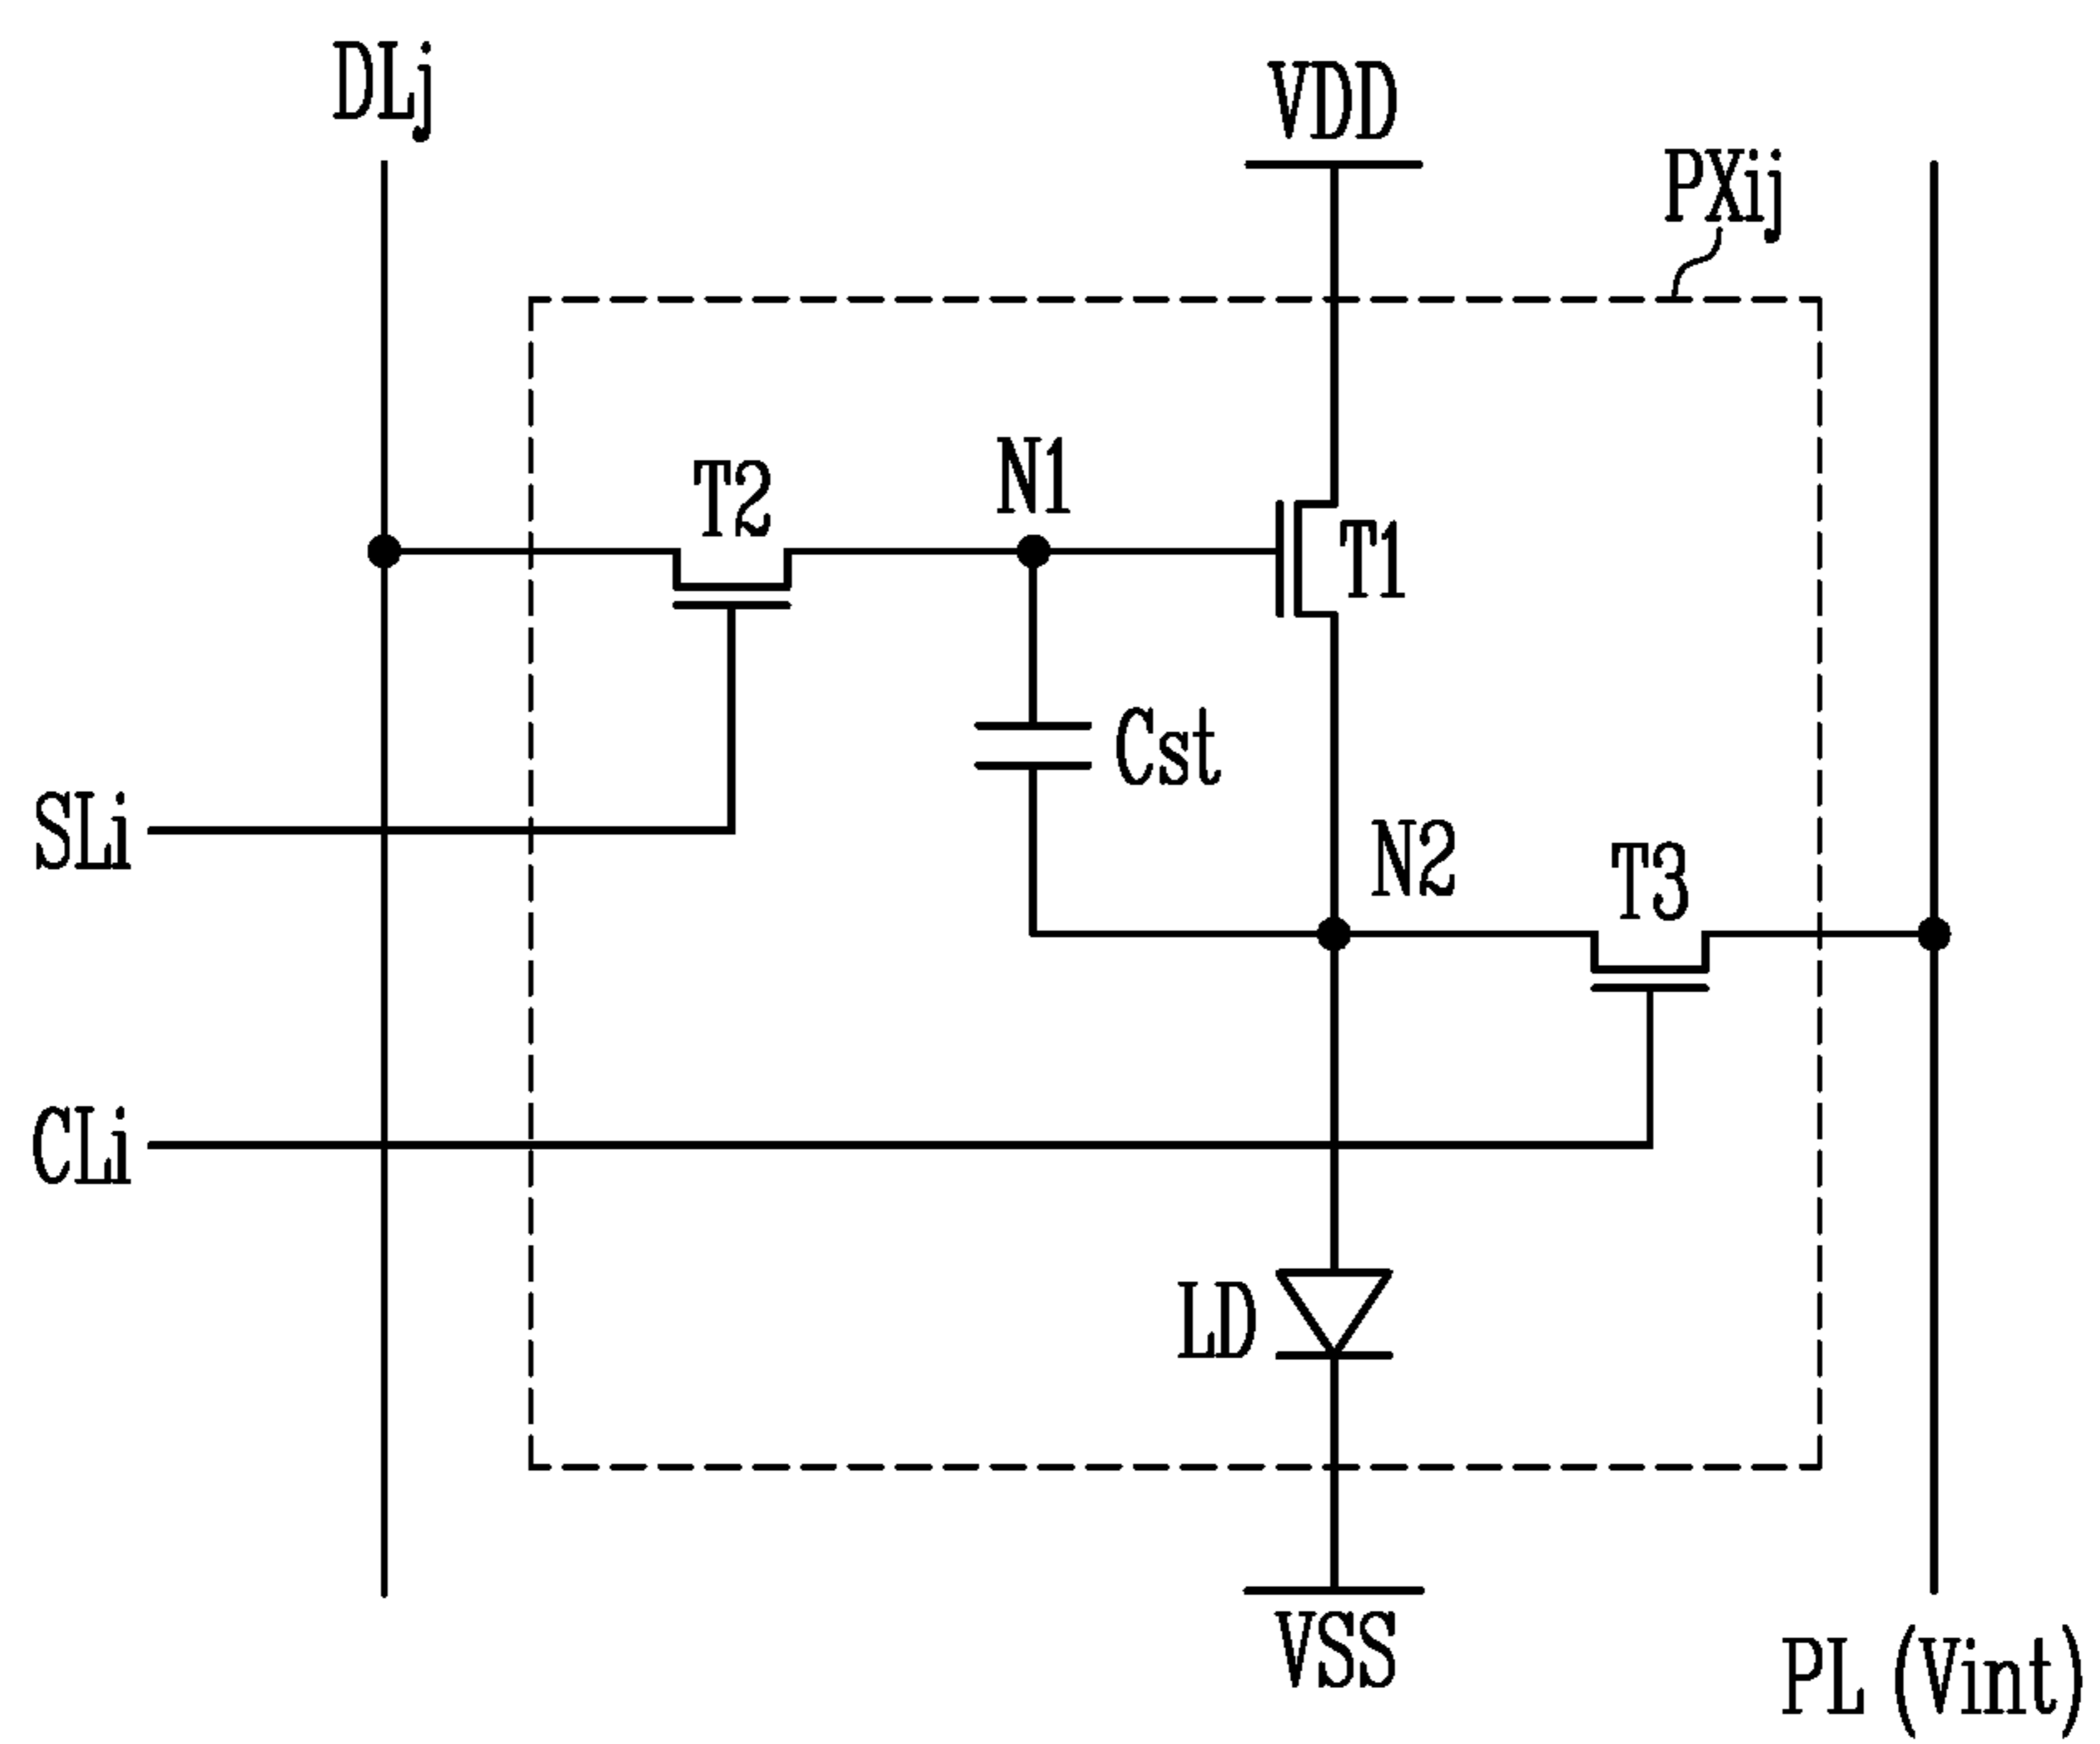 DLj
VDD
PXij
N1
T2
T1
Cst
SLi
N2
T3
CLi
LD
VSS
PL (Vint)